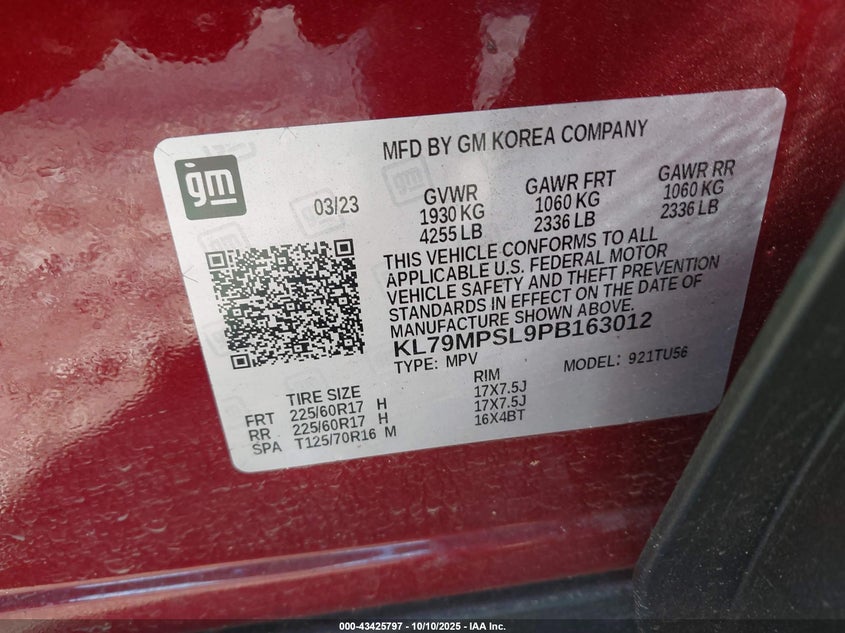 MFD BY GM KOREA COMPANY
gm
03/23
GVWR GAWR FRT GAWR RR
1930 KG 1060 KG 1060 KG
4255 LB 2336 LB 2336 LB
THIS VEHICLE CONFORMS TO ALL
APPLICABLE U.S. FEDERAL MOTOR
VEHICLE SAFETY AND THEFT PREVENTION
STANDARDS IN EFFECT ON THE DATE OF
MANUFACTURE SHOWN ABOVE.
KL79MPSL9PB163012
TYPE: MPV MODEL: 921TU56
TIRE SIZE RIM
FRT 225/60R17 H 17X7.5J
RR 225/60R17 H 17X7.5J
SPA T125/70R16 M 16X4BT
000-43425797 - 10/10/2025 - IAA Inc.